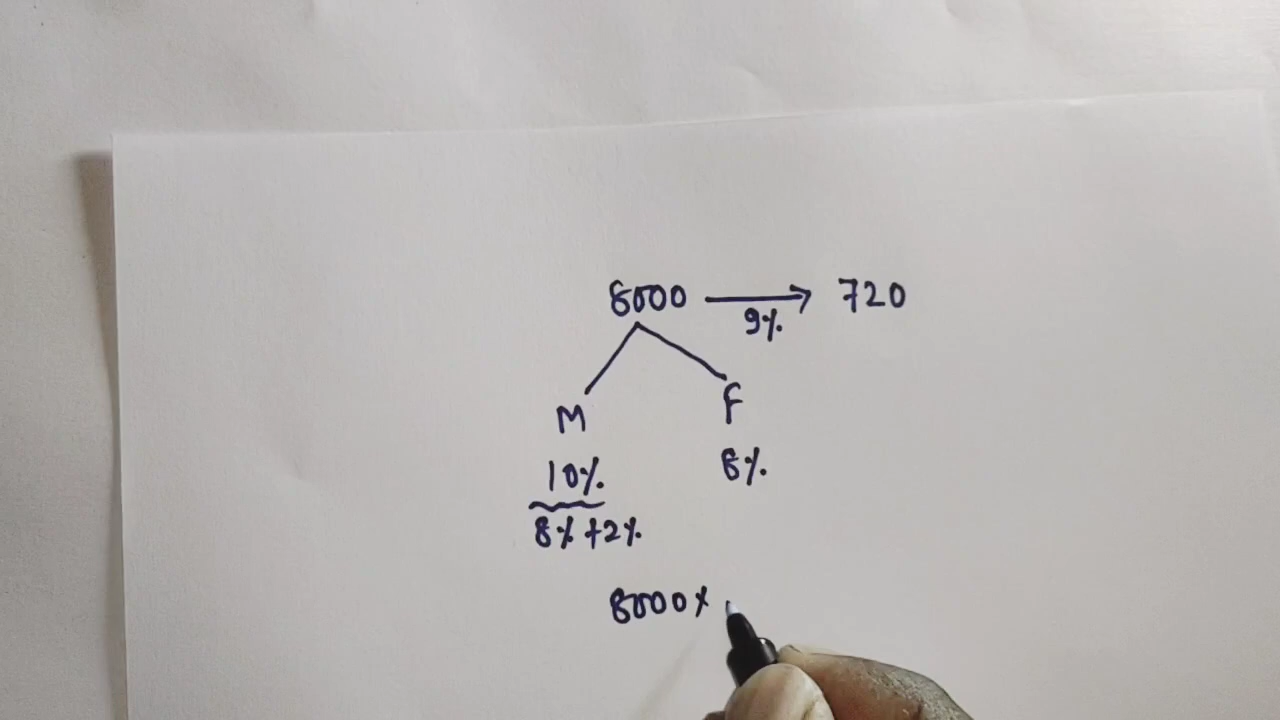 8000 → 720
9%
M F
10% 8%
8% + 2%
8000 ×